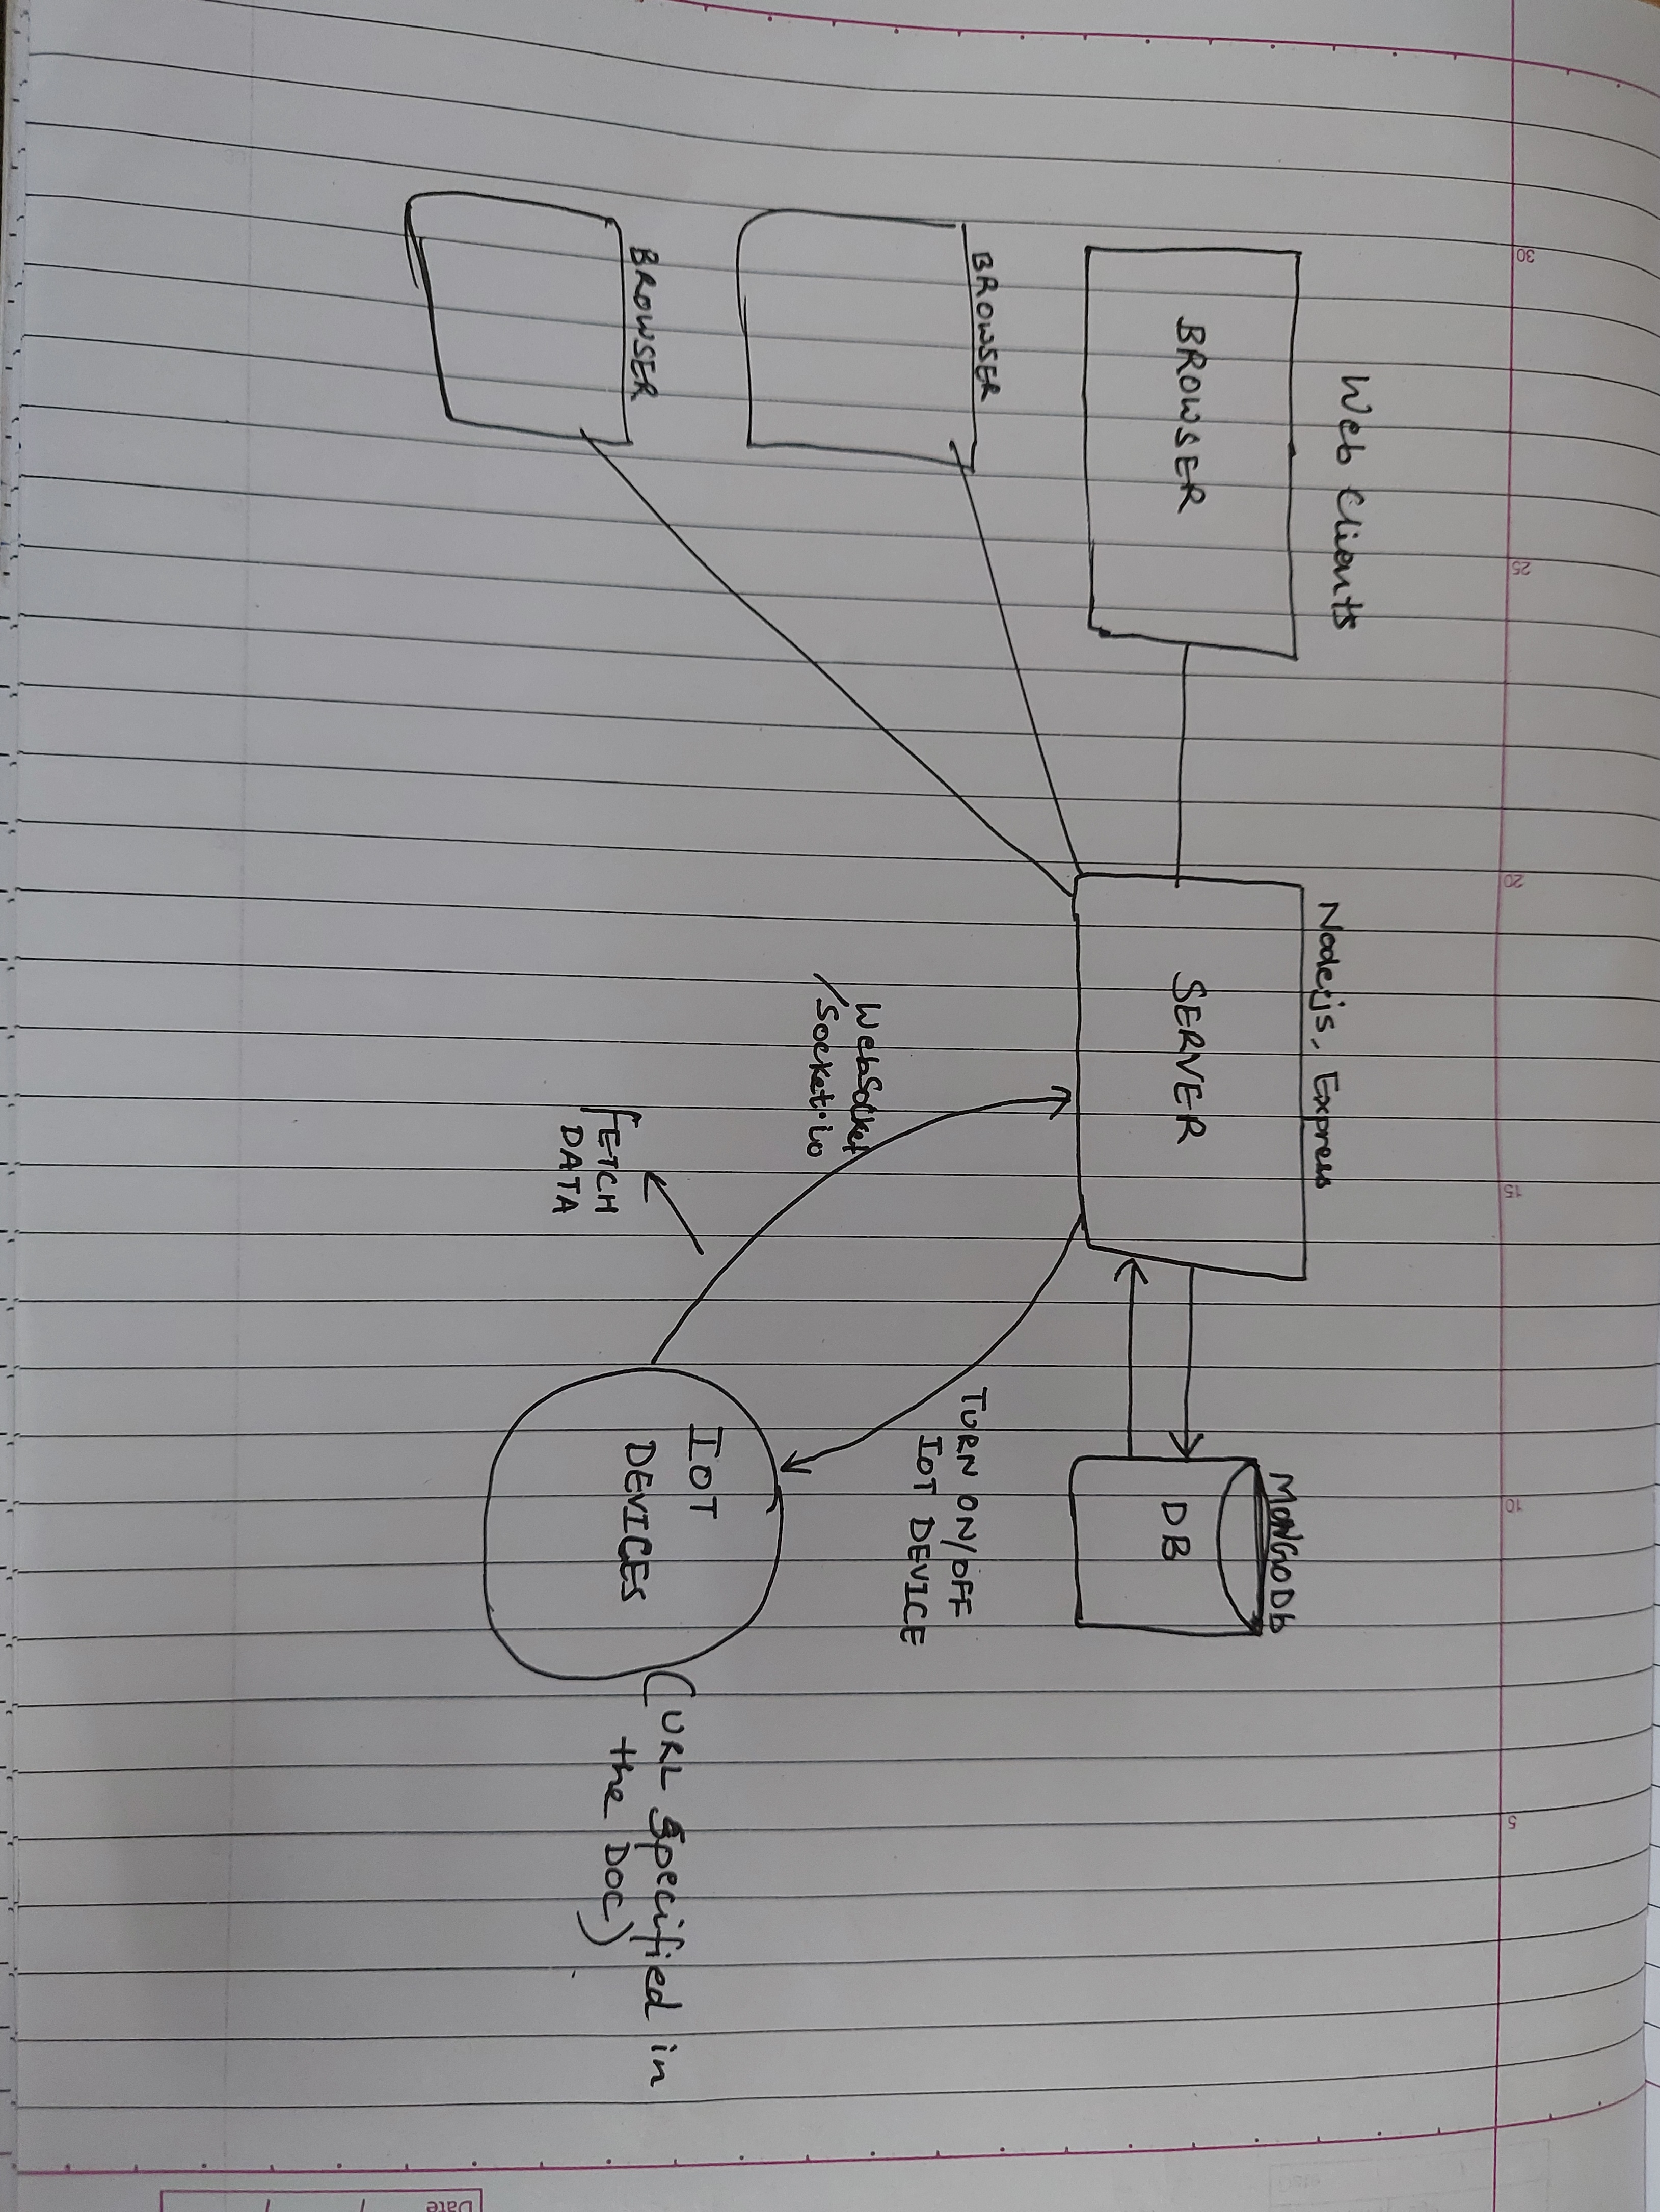 Web Clients
BROWSER
BROWSER
BROWSER
Nodejs, Express
SERVER
MONGODb
DB
WebSocket
/Socket.io
FETCH
DATA
TURN ON/OFF
IOT DEVICE
IOT
DEVICES
(URL Specified in
the DOC)
30
25
20
15
10
5
Date